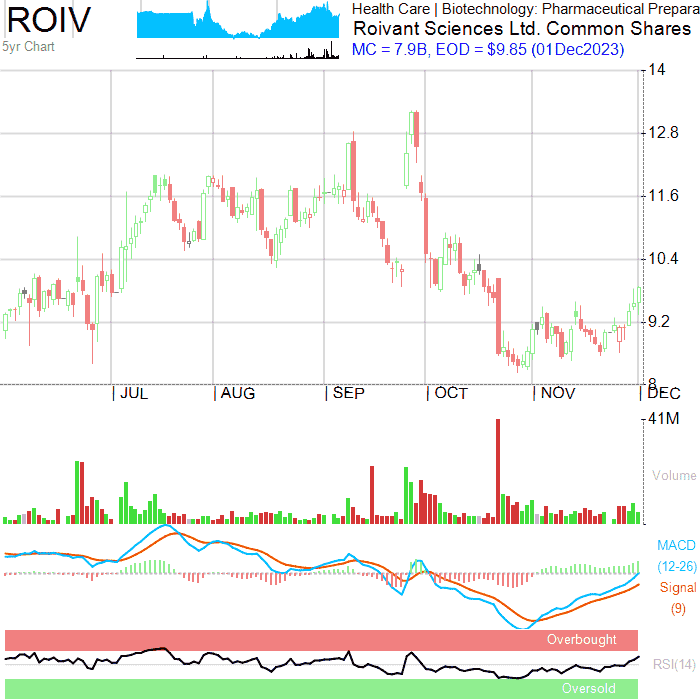 ROIV
5yr Chart
Health Care | Biotechnology: Pharmaceutical Prepara
Roivant Sciences Ltd. Common Shares
MC = 7.9B, EOD = $9.85 (01Dec2023)
14
12.8
11.6
10.4
9.2
8
JUL AUG SEP OCT NOV DEC
41M
Volume
MACD
(12-26)
Signal
(9)
Overbought
RSI(14)
Oversold